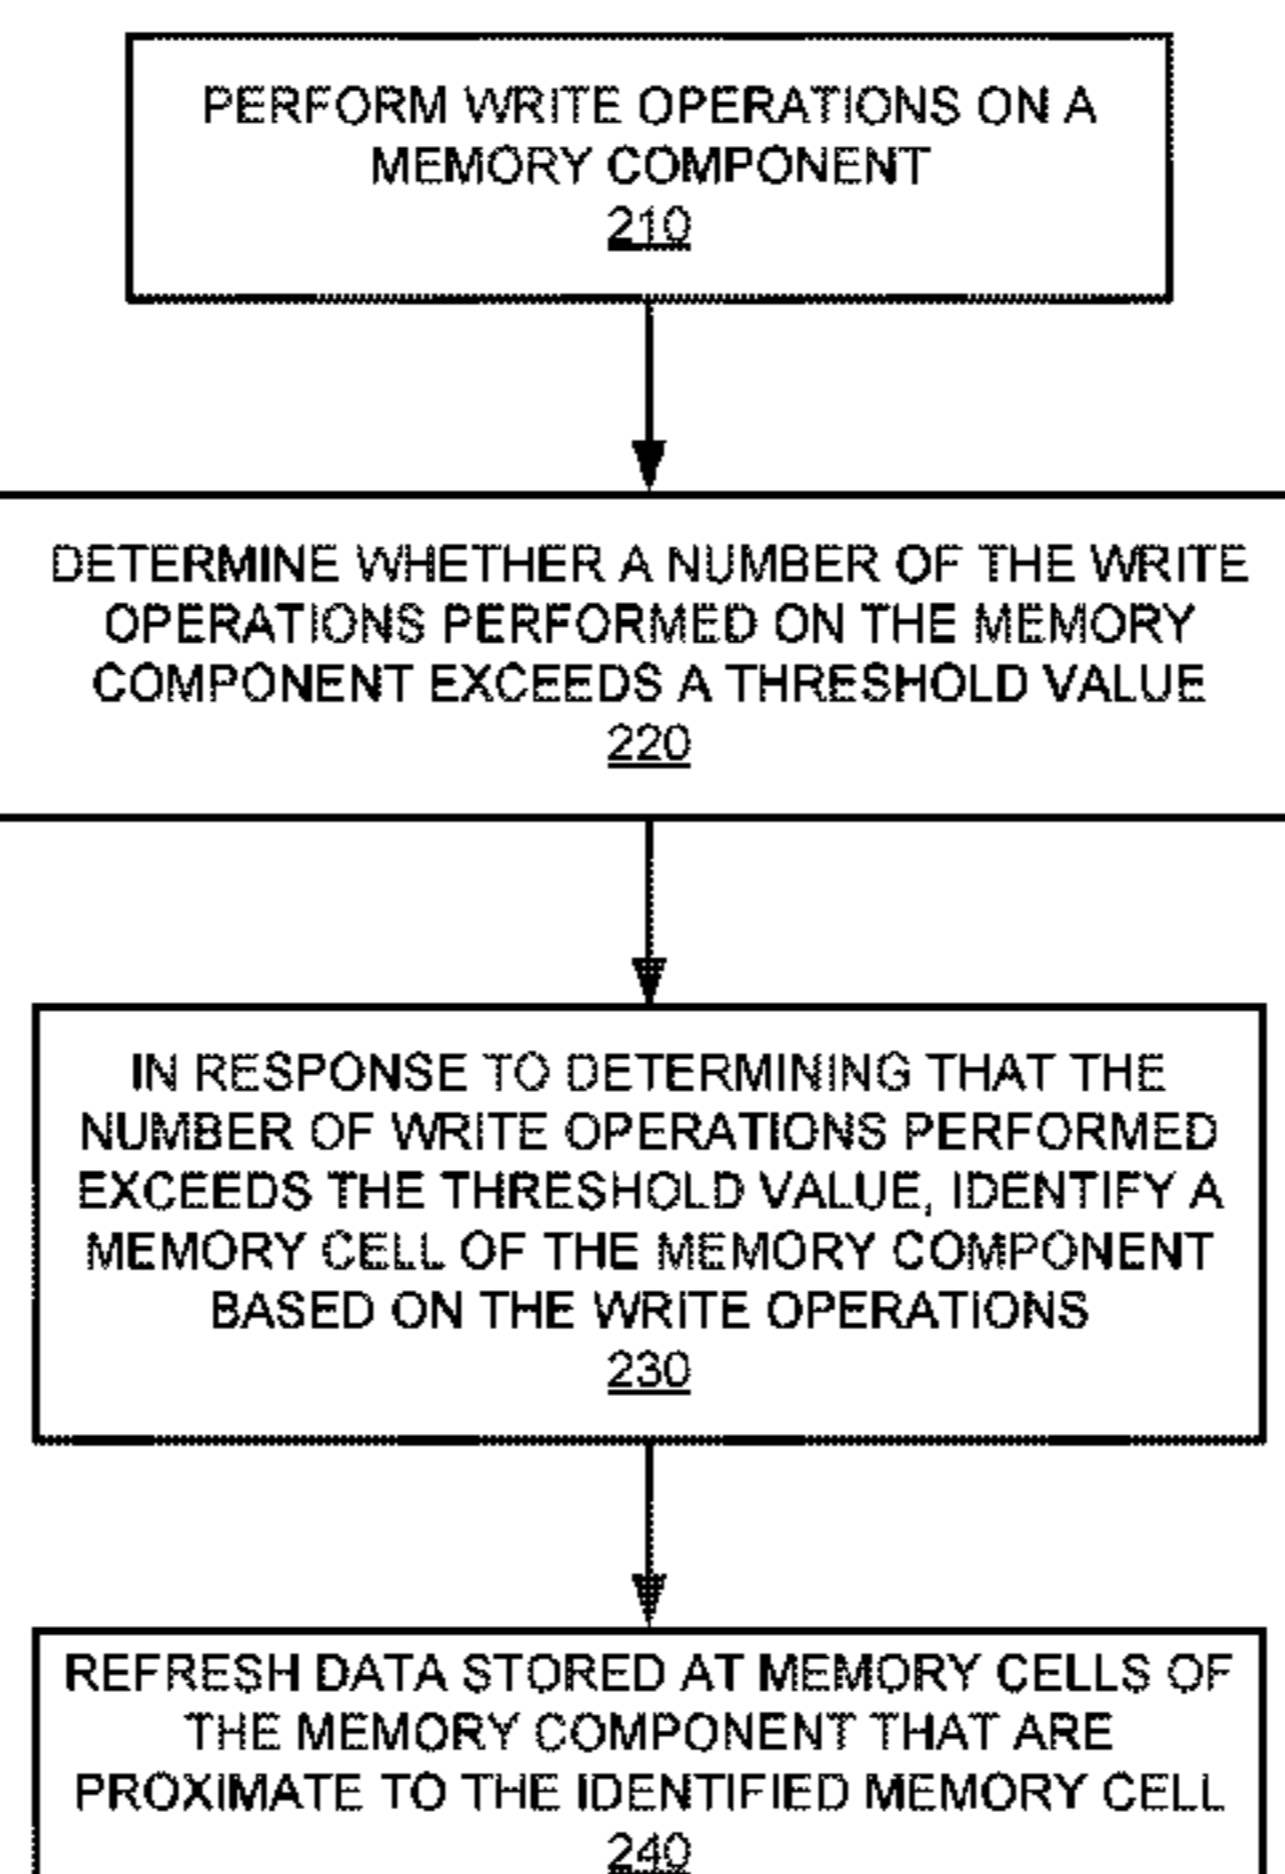 PERFORM WRITE OPERATIONS ON A
MEMORY COMPONENT
210
DETERMINE WHETHER A NUMBER OF THE WRITE
OPERATIONS PERFORMED ON THE MEMORY
COMPONENT EXCEEDS A THRESHOLD VALUE
220
IN RESPONSE TO DETERMINING THAT THE
NUMBER OF WRITE OPERATIONS PERFORMED
EXCEEDS THE THRESHOLD VALUE, IDENTIFY A
MEMORY CELL OF THE MEMORY COMPONENT
BASED ON THE WRITE OPERATIONS
230
REFRESH DATA STORED AT MEMORY CELLS OF
THE MEMORY COMPONENT THAT ARE
PROXIMATE TO THE IDENTIFIED MEMORY CELL
240